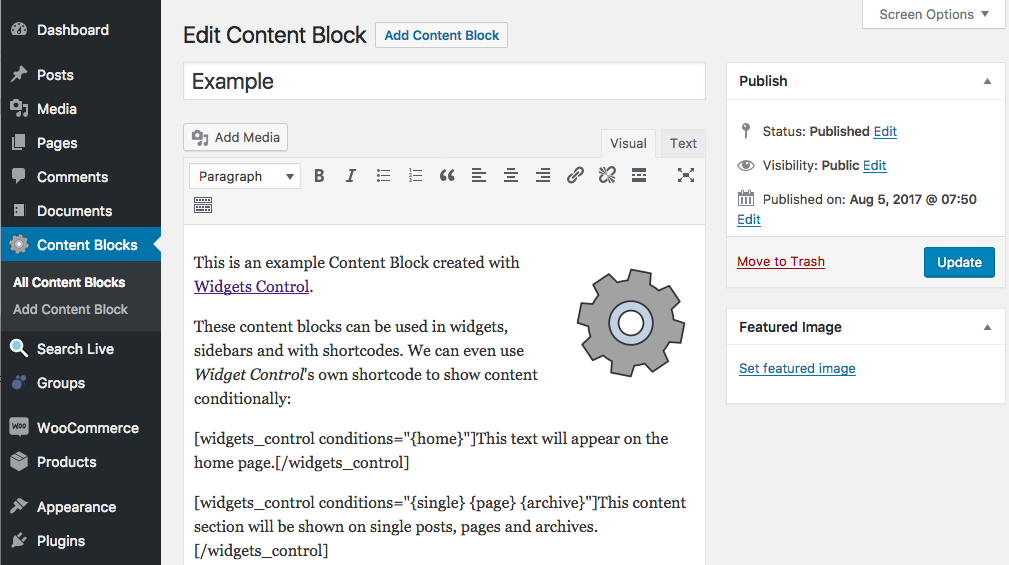 Dashboard
Posts
Media
Pages
Comments
Documents
Content Blocks
All Content Blocks
Add Content Block
Search Live
Groups
WooCommerce
Products
Appearance
Plugins
Screen Options
Edit Content Block
Add Content Block
Example
Add Media
Visual
Text
Paragraph
B
I
This is an example Content Block created with
Widgets Control.
These content blocks can be used in widgets,
sidebars and with shortcodes. We can even use
Widget Control's own shortcode to show content
conditionally:
[widgets_control conditions="{home}"]This text will appear on the
home page.[/widgets_control]
[widgets_control conditions="{single} {page} {archive}"]This content
section will be shown on single posts, pages and archives.
[/widgets_control]
Publish
Status: Published Edit
Visibility: Public Edit
Published on: Aug 5, 2017 @ 07:50
Edit
Move to Trash
Update
Featured Image
Set featured image